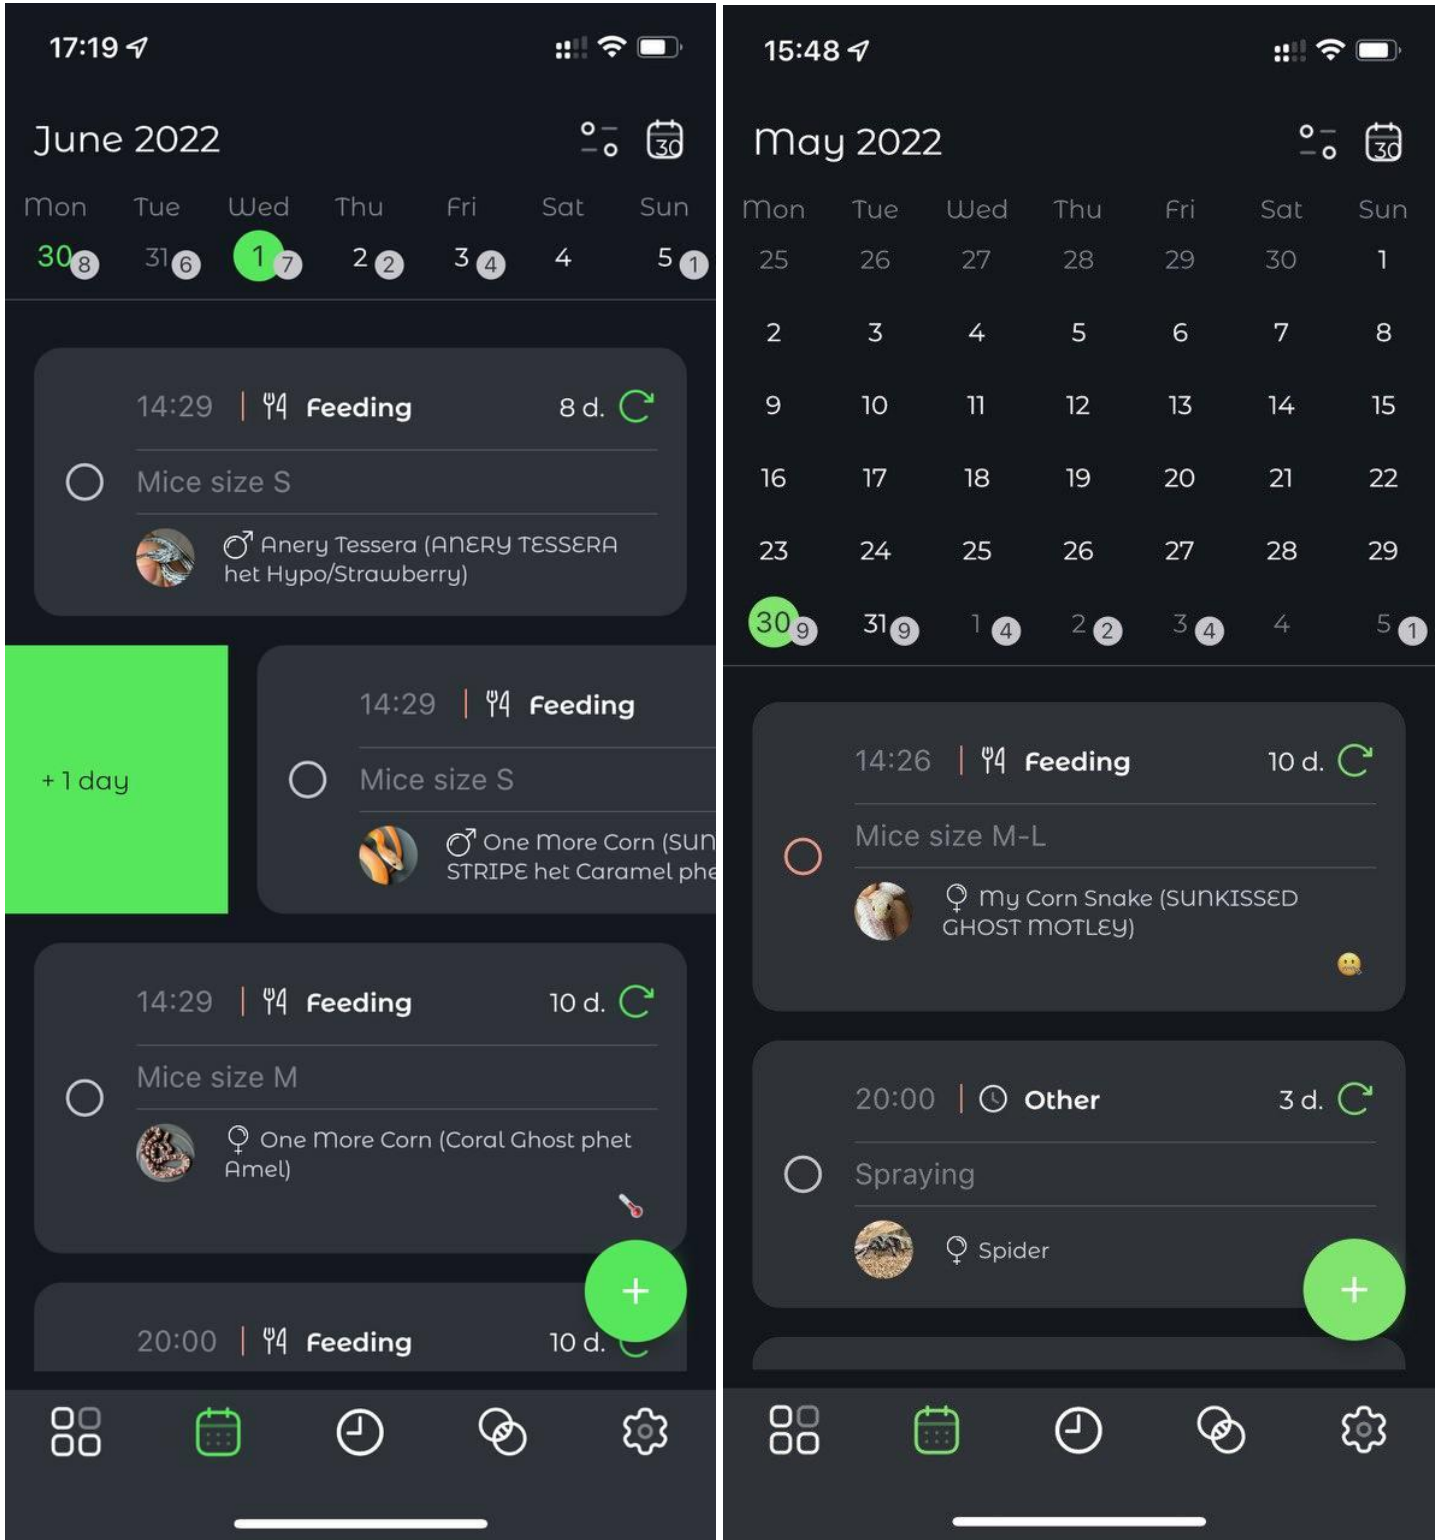 17:19
June 2022
30
Mon Tue Wed Thu Fri Sat Sun
30 8 31 6 1 7 2 2 3 4 4 5 1
14:29 Feeding 8 d.
Mice size S
Anery Tessera (ANERY TESSERA
het Hypo/Strawberry)
+ 1 day
14:29 Feeding
Mice size S
One More Corn (SUN
STRIPE het Caramel phe
14:29 Feeding 10 d.
Mice size M
One More Corn (Coral Ghost phet
Amel)
+
20:00 Feeding 10 d.
15:48
May 2022
30
Mon Tue Wed Thu Fri Sat Sun
25 26 27 28 29 30 1
2 3 4 5 6 7 8
9 10 11 12 13 14 15
16 17 18 19 20 21 22
23 24 25 26 27 28 29
30 9 31 9 1 4 2 2 3 4 4 5 1
14:26 Feeding 10 d.
Mice size M-L
My Corn Snake (SUNKISSED
GHOST MOTLEY)
20:00 Other 3 d.
Spraying
Spider
+